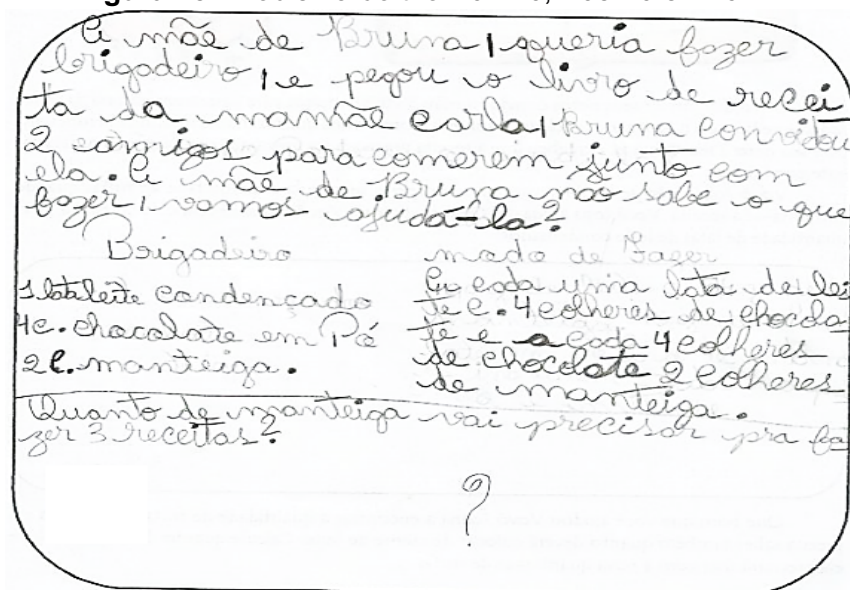 A mãe de Bruna, queria fazer
brigadeiro, e pegou o livro de recei
ta da mamãe Carla, Bruna convidou
2 amigos para comerem junto com
ela. A mãe de Bruna não sabe o que
fazer, vamos ajudá-la?
Brigadeiro
1 lata leite condençado
4 c. chocolate em Pó
2 c. manteiga.
modo de Fazer
A cada uma lata de lei
te c. 4 colheres de chocola
te e a cada 4 colheres
de chocolate 2 colheres
de manteiga.
Quanto de manteiga vai precisar pra fa
zer 3 receitas?
?